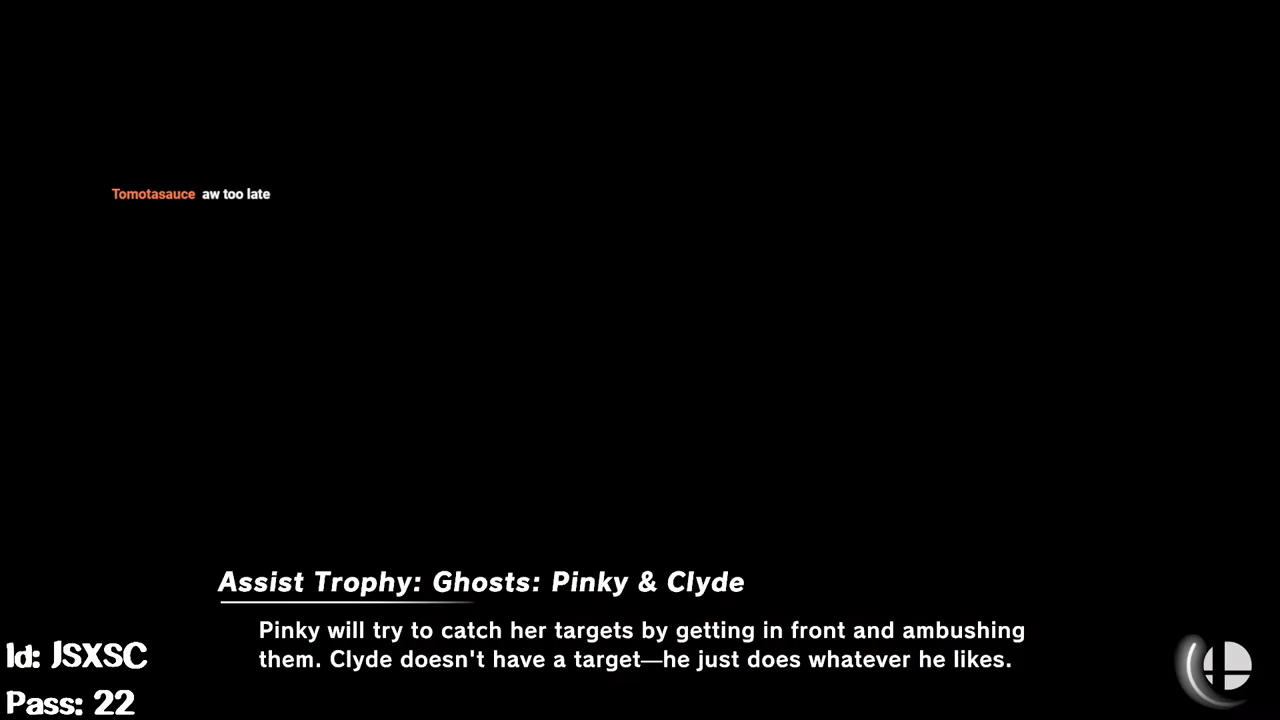 Tomotasauce aw too late
Assist Trophy: Ghosts: Pinky & Clyde
Pinky will try to catch her targets by getting in front and ambushing
them. Clyde doesn't have a target—he just does whatever he likes.
Id: JSXSC
Pass: 22